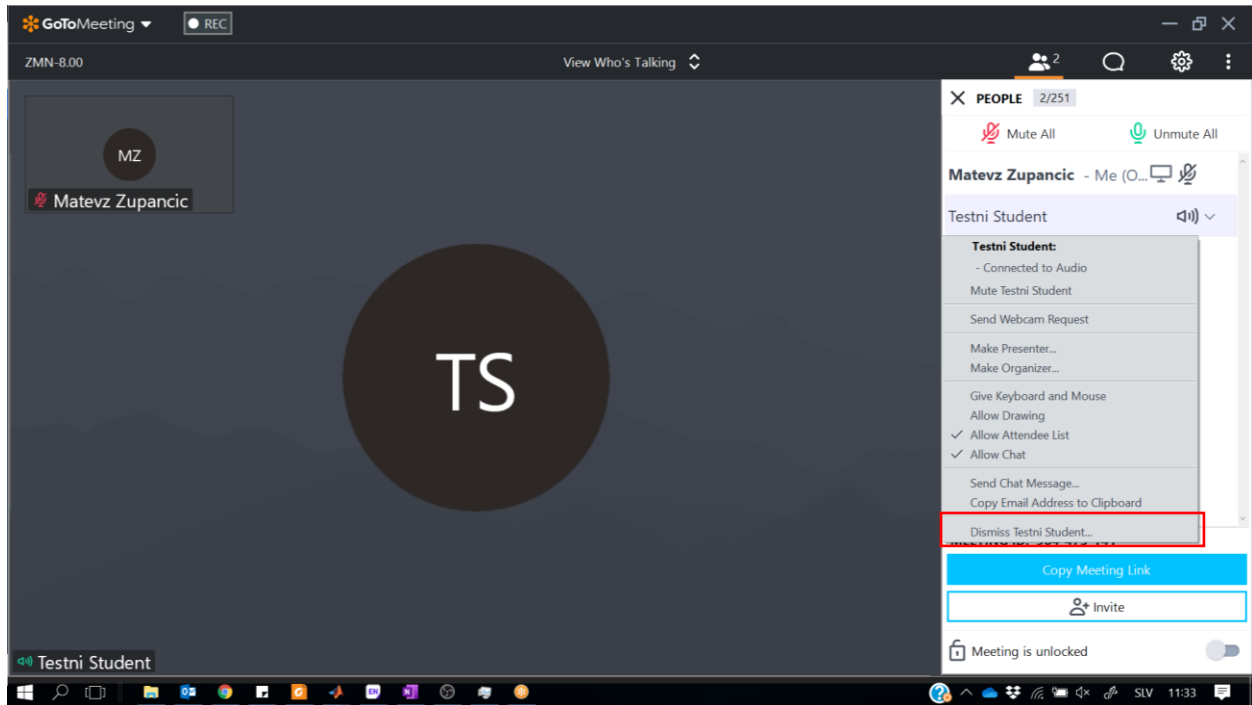 GoToMeeting
REC
ZMN-8.00
View Who's Talking
2
PEOPLE 2/251
Mute All
Unmute All
MZ
Matevz Zupancic
Matevz Zupancic - Me (O...
Testni Student
Testni Student:
- Connected to Audio
Mute Testni Student
Send Webcam Request
Make Presenter...
Make Organizer...
Give Keyboard and Mouse
Allow Drawing
Allow Attendee List
Allow Chat
Send Chat Message...
Copy Email Address to Clipboard
Dismiss Testni Student...
TS
Copy Meeting Link
Invite
Meeting is unlocked
Testni Student
SLV 11:33